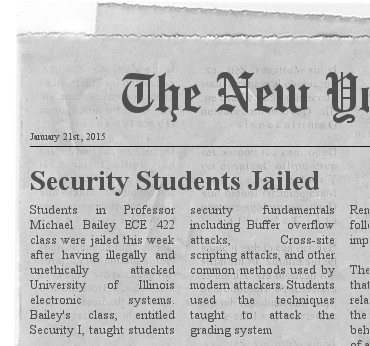 The New Yo
January 21st, 2015
Security Students Jailed
Students in Professor
Michael Bailey ECE 422
class were jailed this week
after having illegally and
unethically attacked
University of Illinois
electronic systems.
Bailey's class, entitled
Security I, taught students
security fundamentals
including Buffer overflow
attacks, Cross-site
scripting attacks, and other
common methods used by
modern attackers. Students
used the techniques
taught to attack the
grading system
Ren
follo
imp
The
that
rela
the
beh
of a